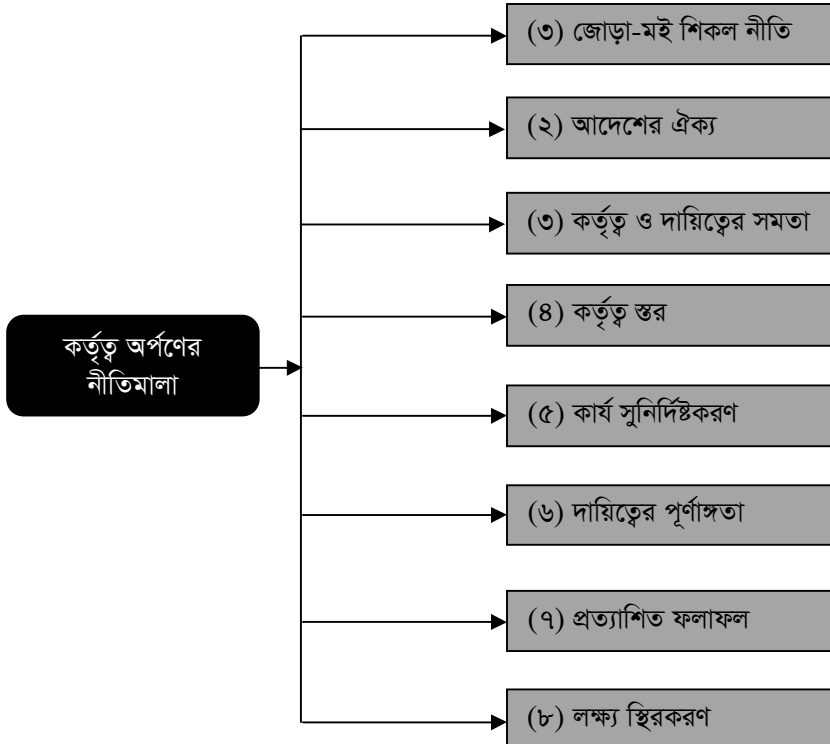 (৩) জোড়া-মই শিকল নীতি
(২) আদেশের ঐক্য
(৩) কর্তৃত্ব ও দায়িত্বের সমতা
(৪) কর্তৃত্ব স্তর
কর্তৃত্ব অর্পণের
নীতিমালা
(৫) কার্য সুনির্দিষ্টকরণ
(৬) দায়িত্বের পূর্ণাঙ্গতা
(৭) প্রত্যাশিত ফলাফল
(৮) লক্ষ্য স্থিরকরণ